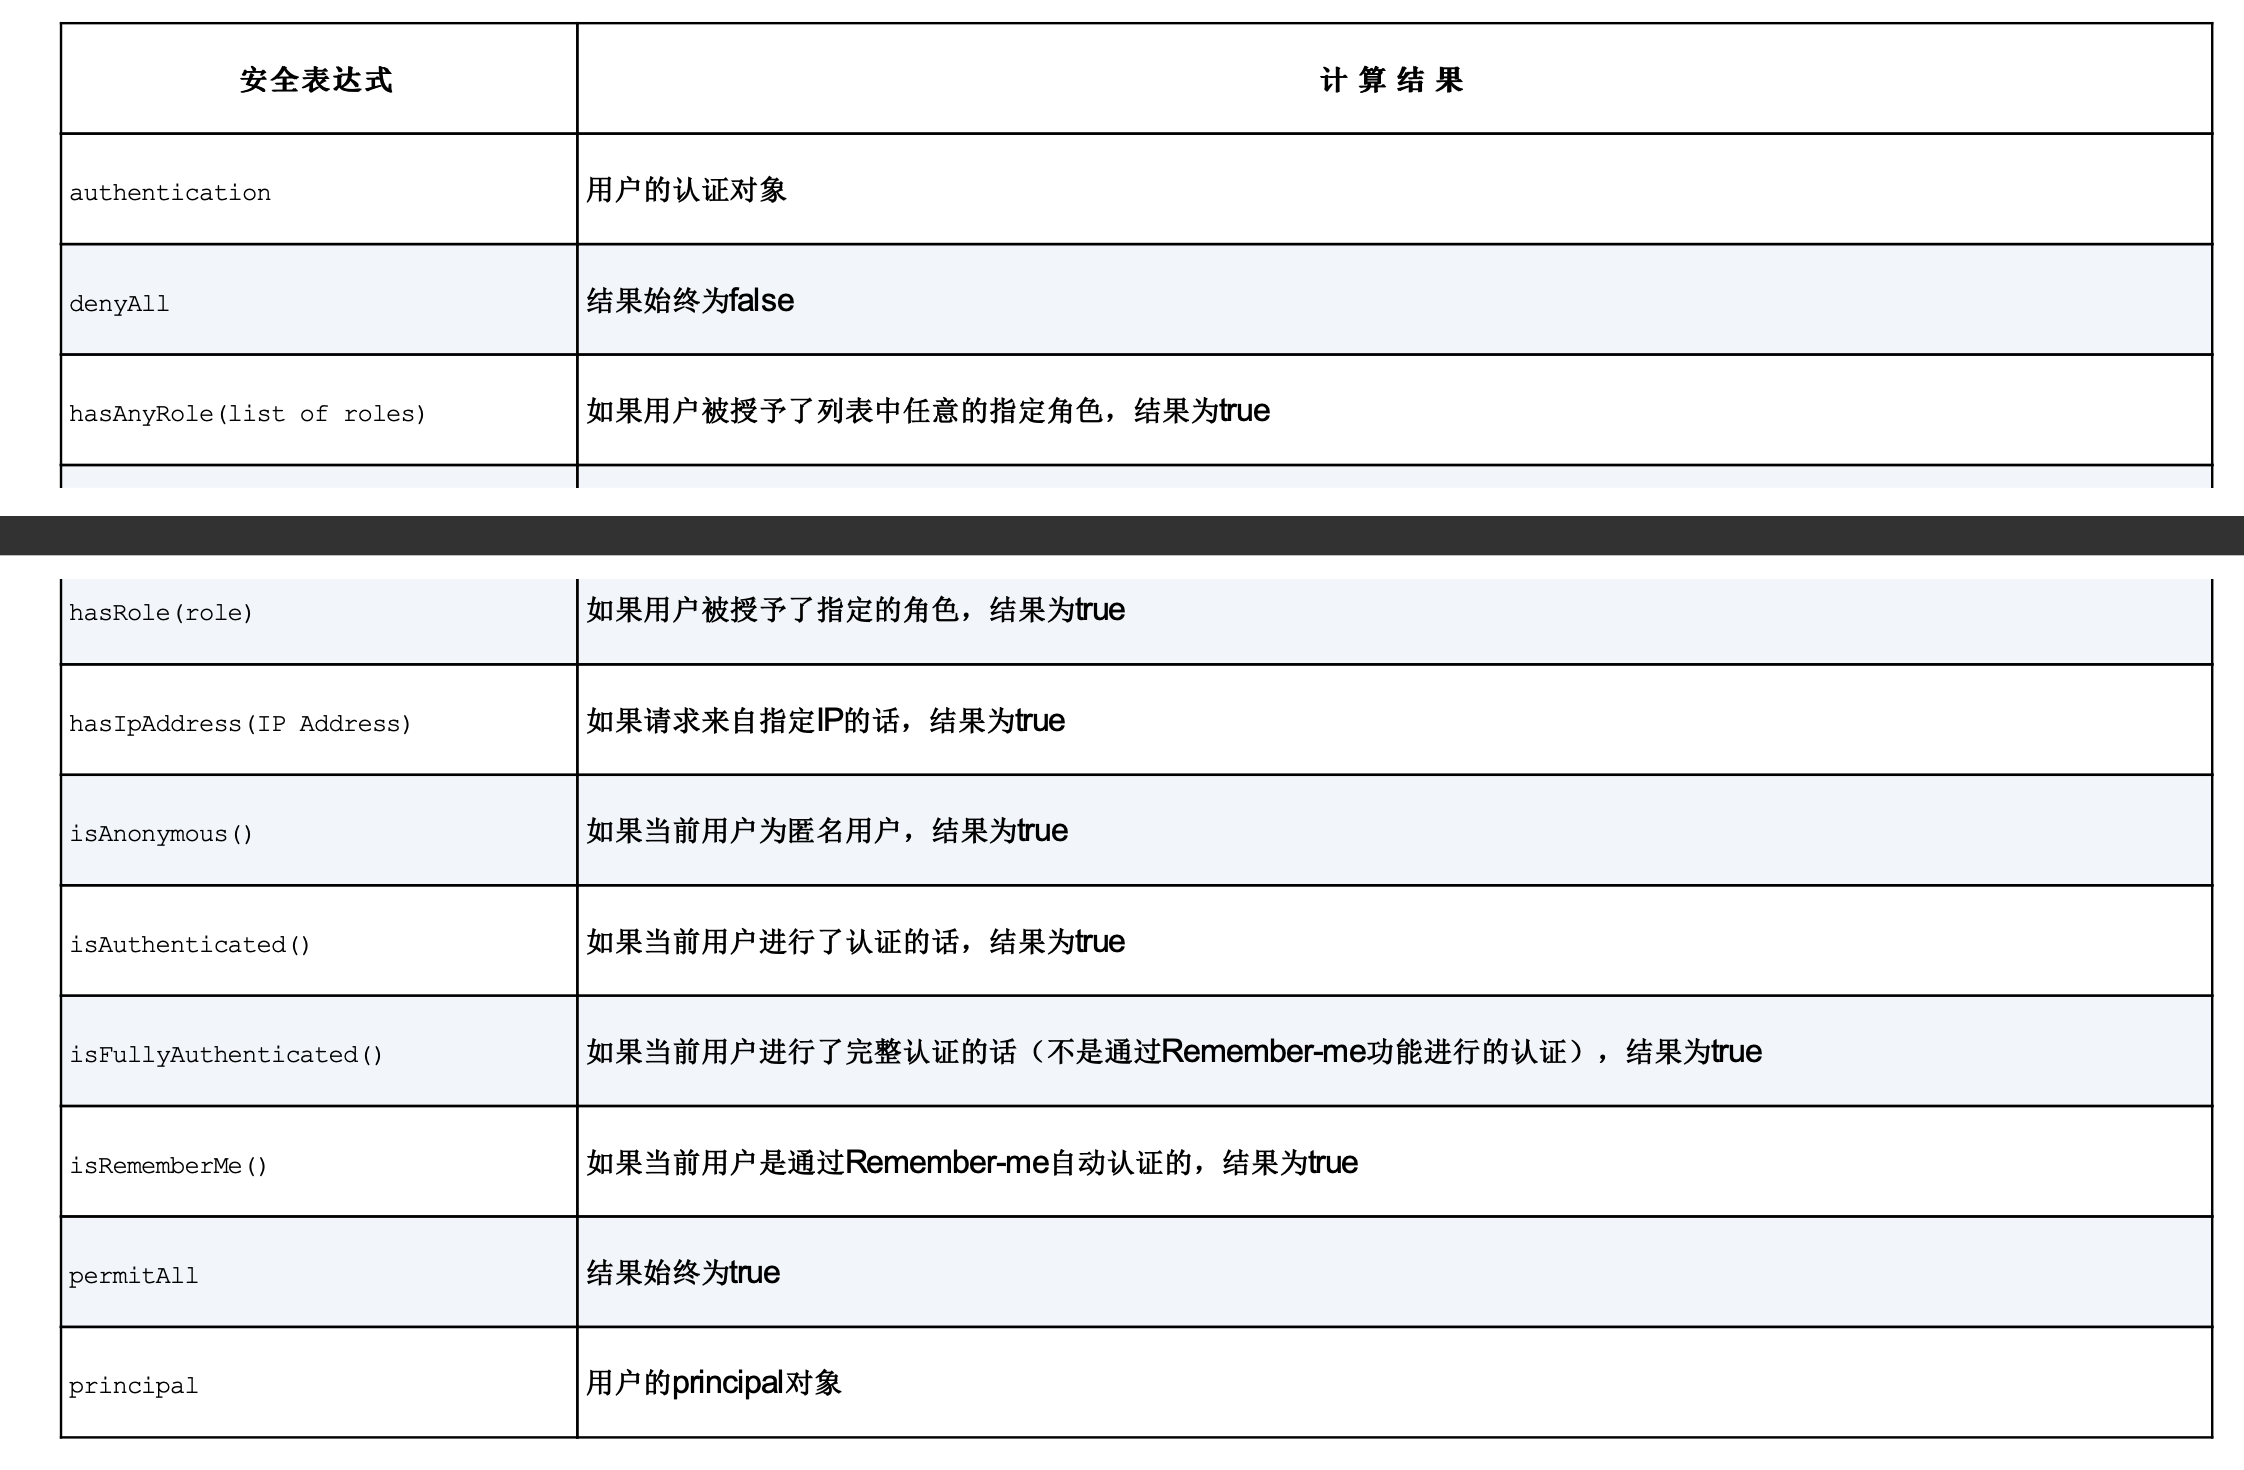 安全表达式 计 算 结 果
authentication 用户的认证对象
denyAll 结果始终为false
hasAnyRole(list of roles) 如果用户被授予了列表中任意的指定角色，结果为true
hasRole(role) 如果用户被授予了指定的角色，结果为true
hasIpAddress(IP Address) 如果请求来自指定IP的话，结果为true
isAnonymous() 如果当前用户为匿名用户，结果为true
isAuthenticated() 如果当前用户进行了认证的话，结果为true
isFullyAuthenticated() 如果当前用户进行了完整认证的话（不是通过Remember-me功能进行的认证），结果为true
isRememberMe() 如果当前用户是通过Remember-me自动认证的，结果为true
permitAll 结果始终为true
principal 用户的principal对象